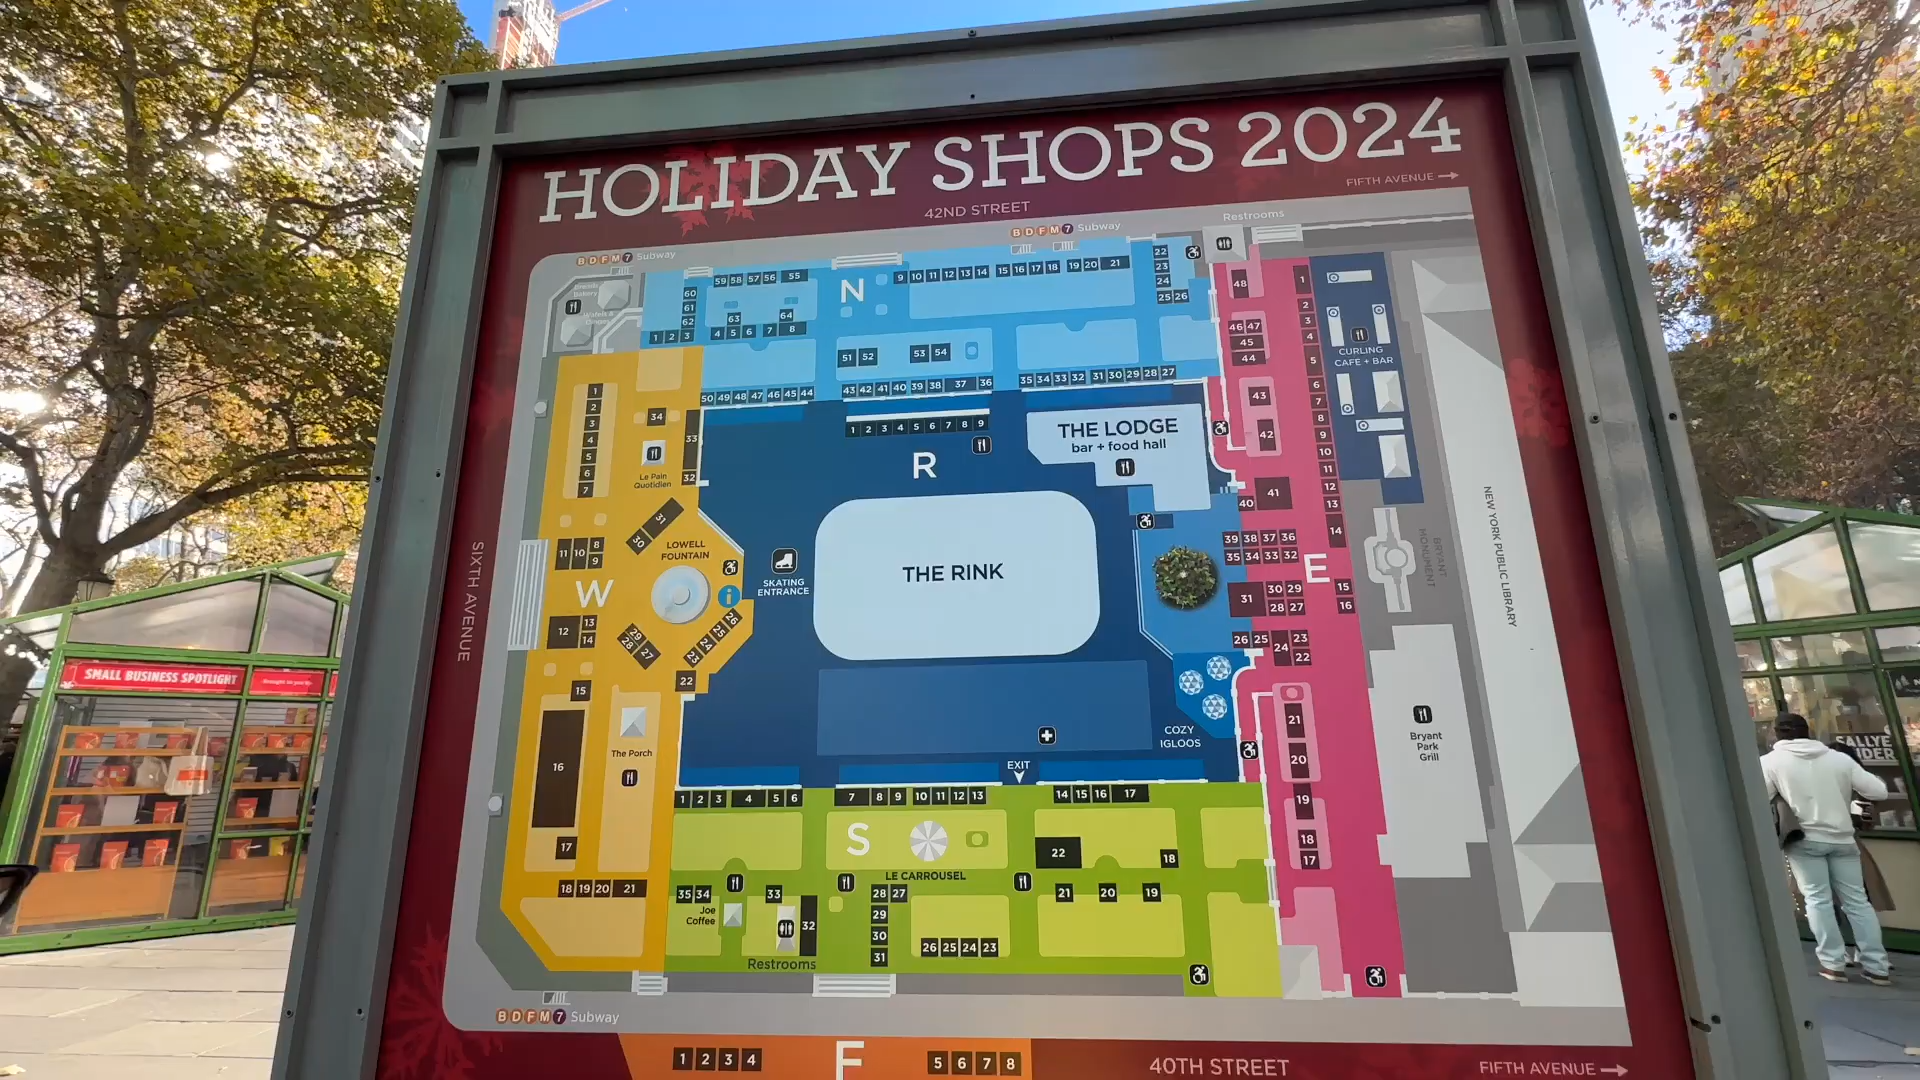 HOLIDAY SHOPS 2024
42ND STREET
FIFTH AVENUE
Restrooms
B D F M 7 Subway
B D F M 7 Subway
59 58 57 56 55
9 10 11 12 13 14 15 16 17 18 19 20 21
22
23
24
25 26
60
61
62
63
64
1 2 3 4 5 6 7 8
N
51 52 53 54
50 49 48 47 46 45 44
43 42 41 40 39 38 37 36
35 34 33 32 31 30 29 28 27
1 2 3 4 5 6 7 8 9
R
THE LODGE
bar + food hall
THE RINK
SKATING
ENTRANCE
COZY
IGLOOS
EXIT
SIXTH AVENUE
1
2
3
4
5
6
7
34
33
32
Le Pain
Quotidien
31
30
LOWELL
FOUNTAIN
11 10 8
9
W
i
12 13
14
29
28 27
26
25
24
23
22
15
16
The Porch
17
18 19 20 21
48
46 47
45
44
43
42
41
40
39 38 37 36
35 34 33 32
31 30 29
28 27
26 25 24 23
22
21
20
19
18
17
E
1
2
3
4
5
6
7
8
9
10
11
12
13
14
15
16
CURLING
CAFE + BAR
BRYANT
MONUMENT
NEW YORK PUBLIC LIBRARY
Bryant
Park
Grill
1 2 3 4 5 6
7 8 9 10 11 12 13
14 15 16 17
S
LE CARROUSEL
22
18
21 20 19
35 34
Joe
Coffee
33
32
Restrooms
28 27
29
30
31
26 25 24 23
B D F M 7 Subway
1 2 3 4
F
5 6 7 8
40TH STREET
FIFTH AVENUE
SMALL BUSINESS SPOTLIGHT